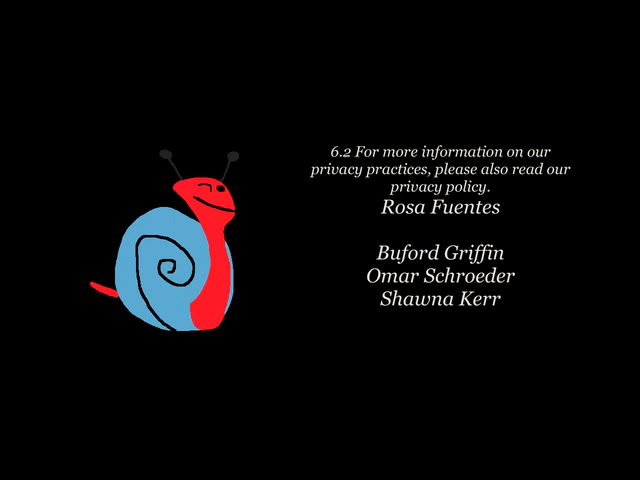 6.2 For more information on our
privacy practices, please also read our
privacy policy.
Rosa Fuentes
Buford Griffin
Omar Schroeder
Shawna Kerr